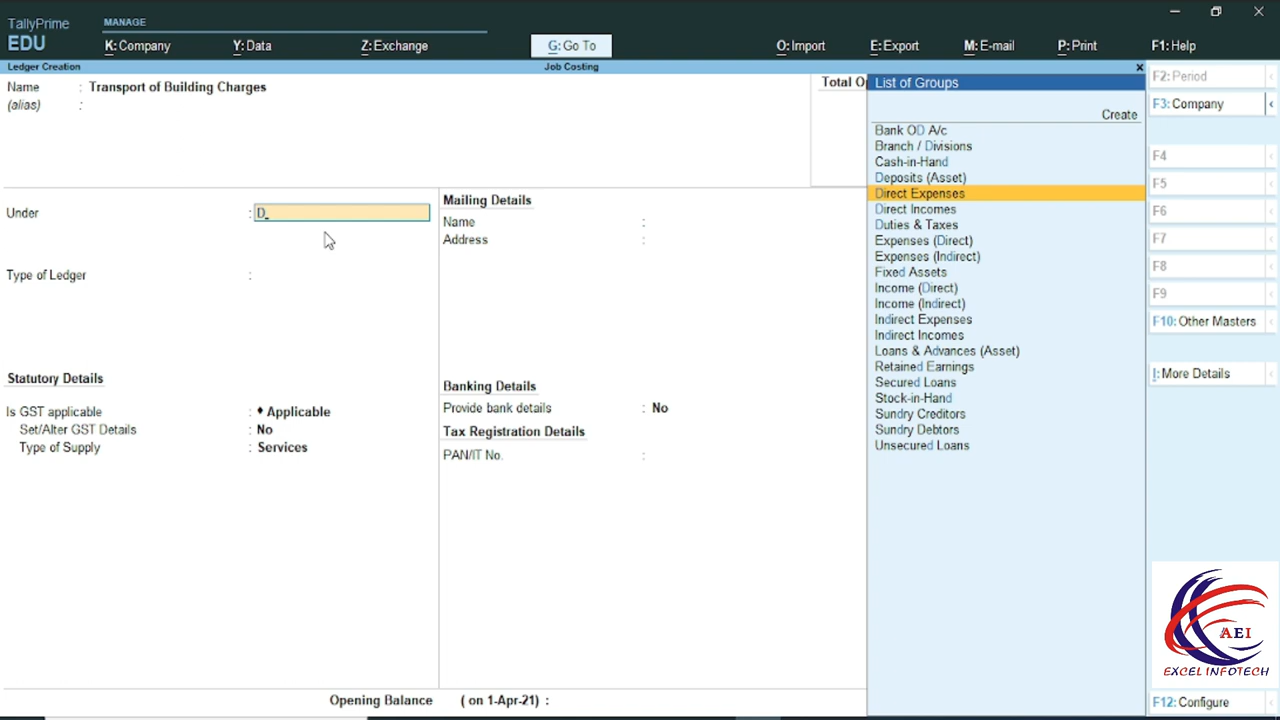 TallyPrime
EDU
MANAGE
K: Company
Y: Data
Z: Exchange
G: Go To
O: Import
E: Export
M: E-mail
P: Print
F1: Help
Ledger Creation
Job Costing
Name : Transport of Building Charges
(alias) :
Total Op
Under : D
Type of Ledger :
Statutory Details
Is GST applicable : ♦ Applicable
Set/Alter GST Details : No
Type of Supply : Services
Mailing Details
Name :
Address :
Banking Details
Provide bank details : No
Tax Registration Details
PAN/IT No. :
Opening Balance ( on 1-Apr-21) :
List of Groups
Create
Bank OD A/c
Branch / Divisions
Cash-in-Hand
Deposits (Asset)
Direct Expenses
Direct Incomes
Duties & Taxes
Expenses (Direct)
Expenses (Indirect)
Fixed Assets
Income (Direct)
Income (Indirect)
Indirect Expenses
Indirect Incomes
Loans & Advances (Asset)
Retained Earnings
Secured Loans
Stock-in-Hand
Sundry Creditors
Sundry Debtors
Unsecured Loans
F2: Period
F3: Company
F4
F5
F6
F7
F8
F9
F10: Other Masters
I: More Details
AEI
EXCEL INFOTECH
F12: Configure